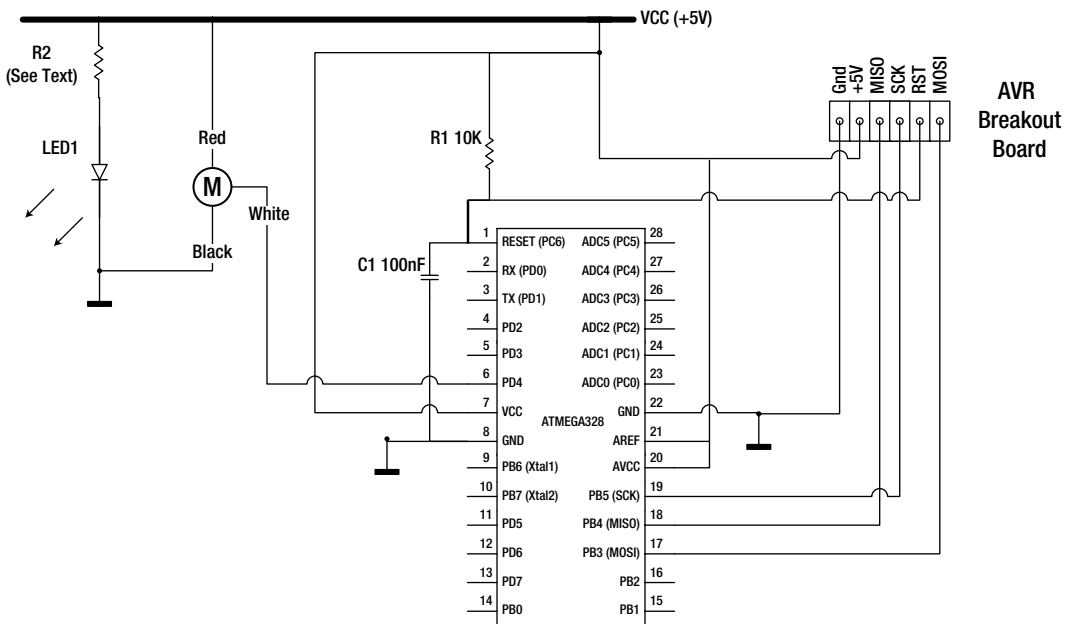 VCC (+5V)
R2
(See Text)
LED1
Red
M
White
Black
R1 10K
C1 100nF
Gnd
+5V
MISO
SCK
RST
MOSI
AVR
Breakout
Board
1 RESET (PC6) ADC5 (PC5) 28
2 RX (PD0) ADC4 (PC4) 27
3 TX (PD1) ADC3 (PC3) 26
4 PD2 ADC2 (PC2) 25
5 PD3 ADC1 (PC1) 24
6 PD4 ADC0 (PC0) 23
7 VCC GND 22
ATMEGA328
8 GND AREF 21
9 PB6 (Xtal1) AVCC 20
10 PB7 (Xtal2) PB5 (SCK) 19
11 PD5 PB4 (MISO) 18
12 PD6 PB3 (MOSI) 17
13 PD7 PB2 16
14 PB0 PB1 15